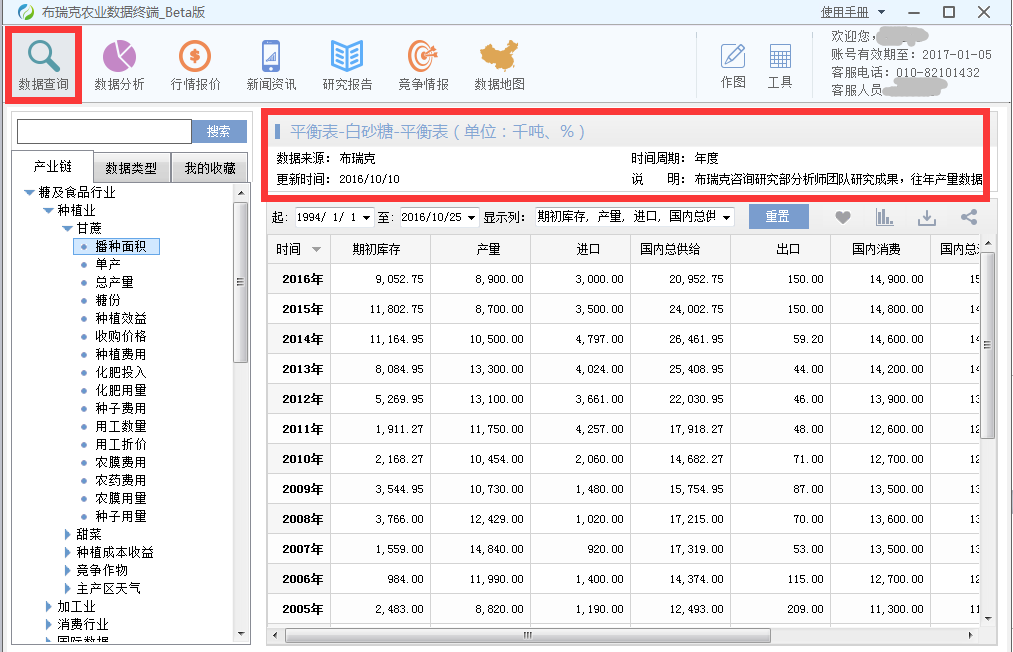 布瑞克农业数据终端_Beta版 使用手册
数据查询 数据分析 行情报价 新闻资讯 研究报告 竞争情报 数据地图 作图 工具
欢迎您,
账号有效期至: 2017-01-05
客服电话: 010-82101432
客服人员
搜索
产业链 数据类型 我的收藏
糖及食品行业
种植业
甘蔗
播种面积
单产
总产量
糖份
种植效益
收购价格
种植费用
化肥投入
化肥用量
种子费用
用工数量
用工折价
农膜费用
农药费用
农膜用量
种子用量
甜菜
种植成本收益
竞争作物
主产区天气
加工业
消费行业
国际数据
平衡表-白砂糖-平衡表（单位：千吨、%）
数据来源: 布瑞克 时间周期: 年度
更新时间: 2016/10/10 说 明: 布瑞克咨询研究部分析师团队研究成果，往年产量数据
起: 1994/ 1/ 1 至: 2016/10/25 显示列: 期初库存, 产量, 进口, 国内总供 重置
时间 期初库存 产量 进口 国内总供给 出口 国内消费 国内总
2016年 9,052.75 8,900.00 3,000.00 20,952.75 150.00 14,900.00 15
2015年 11,802.75 8,700.00 3,500.00 24,002.75 150.00 14,800.00 14
2014年 11,164.95 10,500.00 4,797.00 26,461.95 59.20 14,600.00 14
2013年 8,084.95 13,300.00 4,024.00 25,408.95 44.00 14,200.00 14
2012年 5,269.95 13,100.00 3,661.00 22,030.95 46.00 13,900.00 13
2011年 1,911.27 11,750.00 4,257.00 17,918.27 48.00 12,600.00 12
2010年 2,168.27 10,454.00 2,060.00 14,682.27 71.00 12,700.00 12
2009年 3,544.95 10,730.00 1,480.00 15,754.95 87.00 13,500.00 13
2008年 3,766.00 12,429.00 1,020.00 17,215.00 70.00 13,600.00 13
2007年 1,559.00 14,840.00 920.00 17,319.00 53.00 13,500.00 13
2006年 984.00 11,990.00 1,400.00 14,374.00 115.00 12,700.00 12
2005年 2,483.00 8,820.00 1,190.00 12,493.00 209.00 11,300.00 11